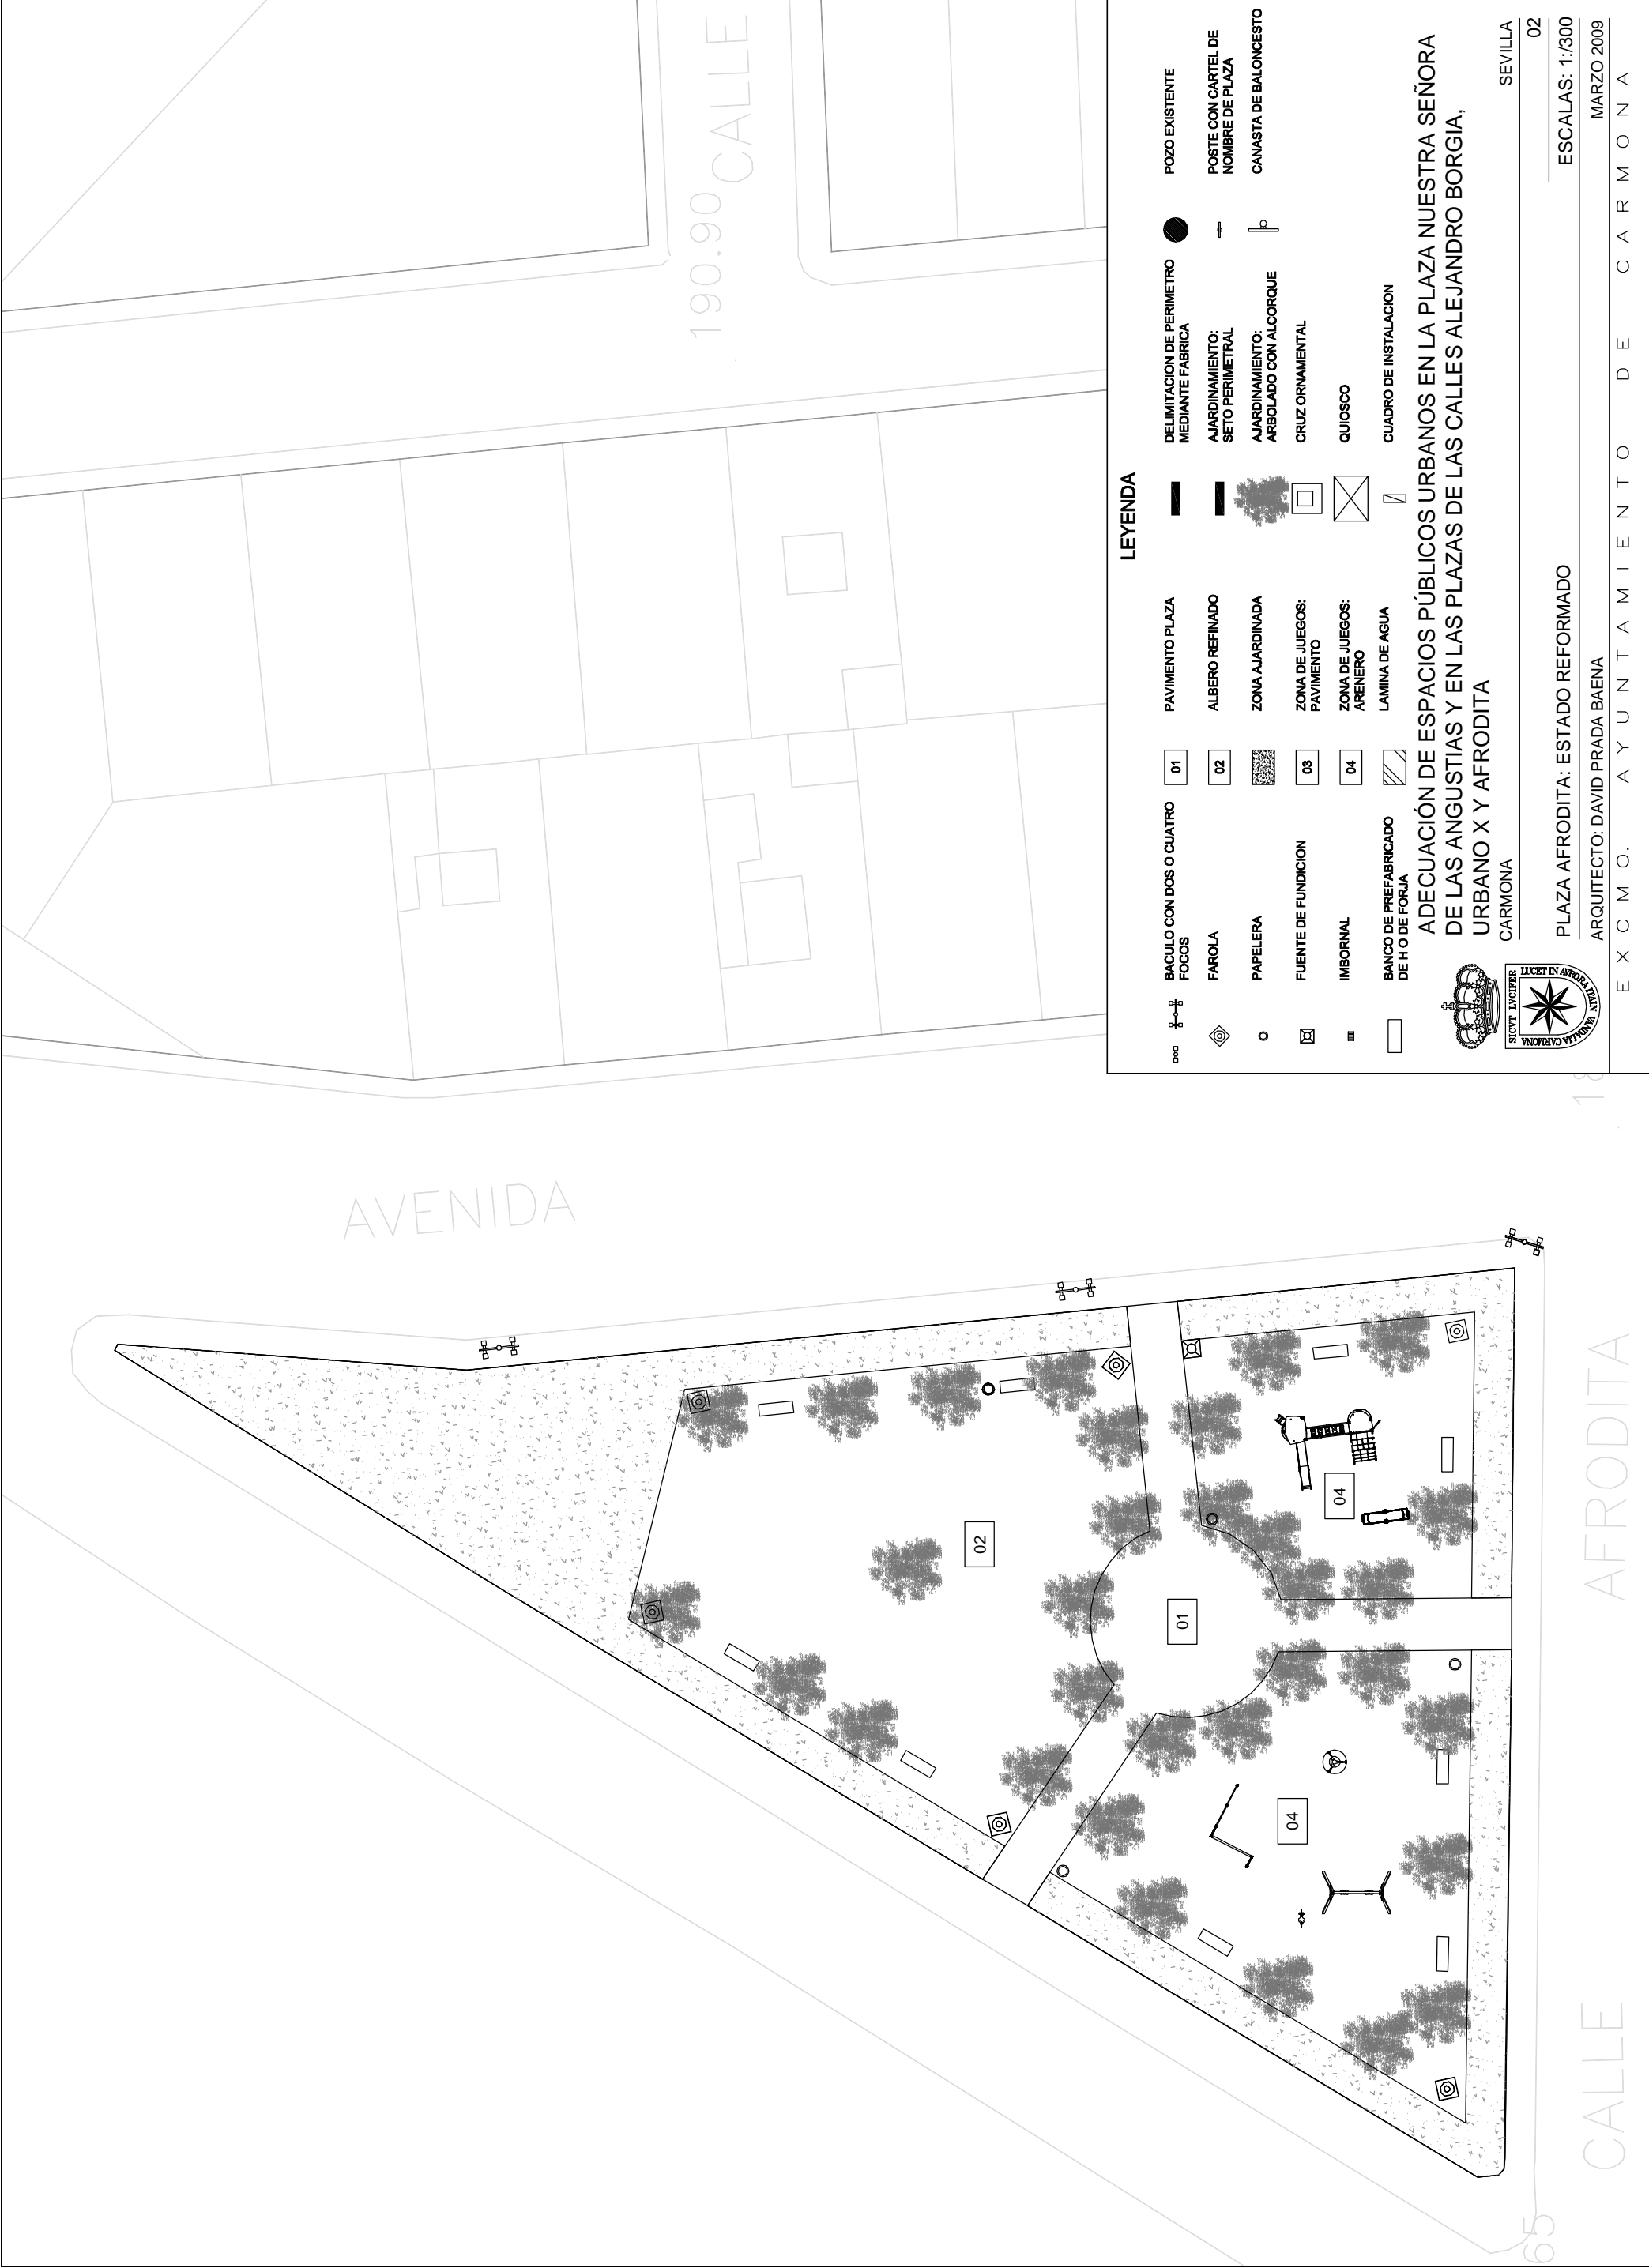 CALLE
190.90
AVENIDA
CALLE
AFRODITA
65
18
02
01
04
04
LEYENDA
BACULO CON DOS O CUATRO
FOCOS
FAROLA
PAPELERA
FUENTE DE FUNDICION
IMBORNAL
BANCO DE PREFABRICADO
DE H O DE FORJA
01
PAVIMENTO PLAZA
02
ALBERO REFINADO
ZONA AJARDINADA
03
ZONA DE JUEGOS:
PAVIMENTO
04
ZONA DE JUEGOS:
ARENERO
LAMINA DE AGUA
DELIMITACION DE PERIMETRO
MEDIANTE FABRICA
AJARDINAMIENTO:
SETO PERIMETRAL
AJARDINAMIENTO:
ARBOLADO CON ALCORQUE
CRUZ ORNAMENTAL
QUIOSCO
CUADRO DE INSTALACION
POZO EXISTENTE
POSTE CON CARTEL DE
NOMBRE DE PLAZA
CANASTA DE BALONCESTO
ADECUACIÓN DE ESPACIOS PÚBLICOS URBANOS EN LA PLAZA NUESTRA SEÑORA
DE LAS ANGUSTIAS Y EN LAS PLAZAS DE LAS CALLES ALEJANDRO BORGIA,
URBANO X Y AFRODITA
CARMONA
SEVILLA
02
PLAZA AFRODITA: ESTADO REFORMADO
ESCALAS: 1:/300
ARQUITECTO: DAVID PRADA BAENA
MARZO 2009
EXCMO. AYUNTAMIENTO DE CARMONA
SICVT LVCIFER
LUCET IN AVRORA
CARMONA